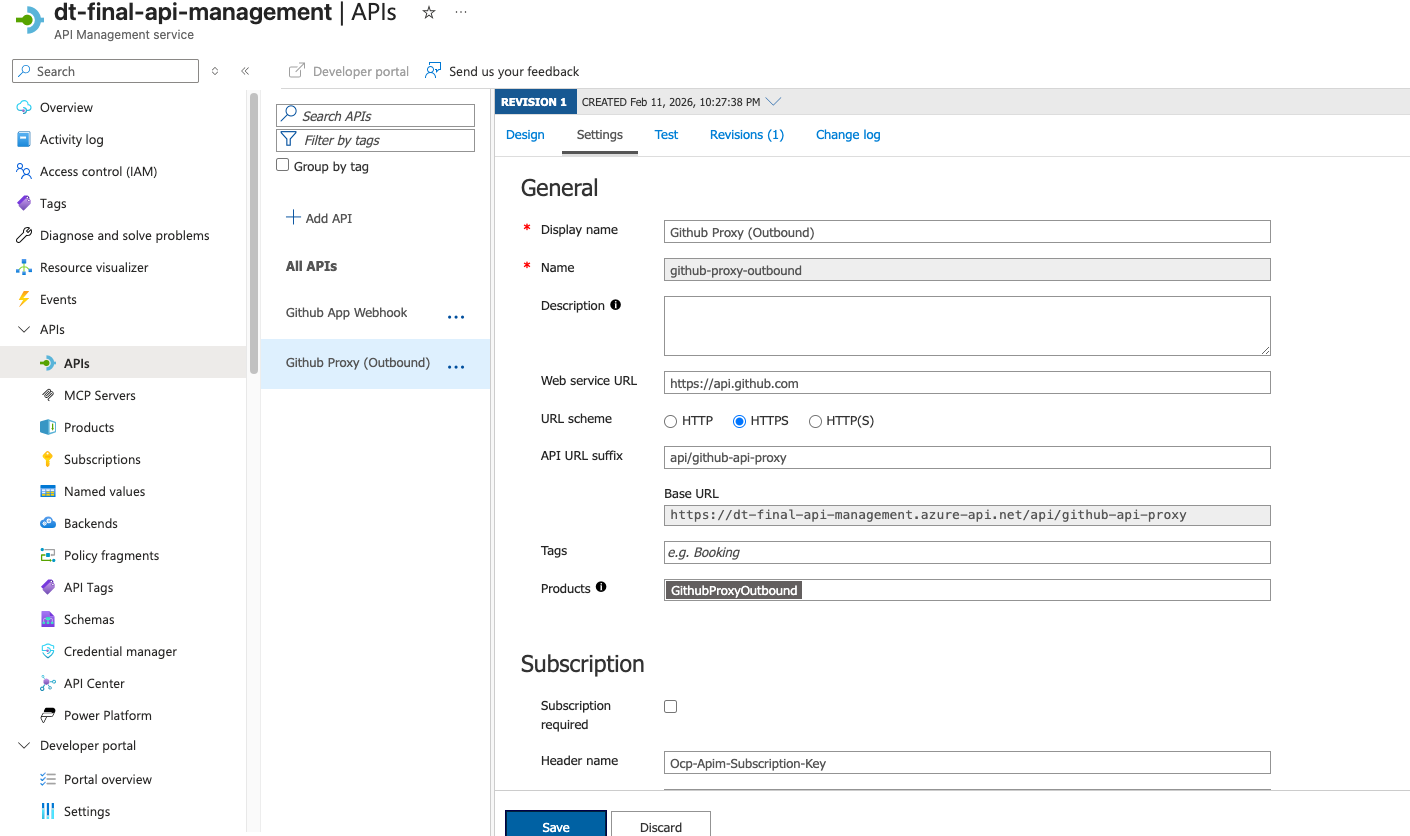 dt-final-api-management | APIs
API Management service
Search
Overview
Activity log
Access control (IAM)
Tags
Diagnose and solve problems
Resource visualizer
Events
APIs
APIs
MCP Servers
Products
Subscriptions
Named values
Backends
Policy fragments
API Tags
Schemas
Credential manager
API Center
Power Platform
Developer portal
Portal overview
Settings
Developer portal
Send us your feedback
Search APIs
Filter by tags
Group by tag
Add API
All APIs
Github App Webhook
Github Proxy (Outbound)
REVISION 1 CREATED Feb 11, 2026, 10:27:38 PM
Design Settings Test Revisions (1) Change log
General
* Display name Github Proxy (Outbound)
* Name github-proxy-outbound
Description
Web service URL https://api.github.com
URL scheme HTTP HTTPS HTTP(S)
API URL suffix api/github-api-proxy
Base URL
https://dt-final-api-management.azure-api.net/api/github-api-proxy
Tags e.g. Booking
Products GithubProxyOutbound
Subscription
Subscription
required
Header name Ocp-Apim-Subscription-Key
Save Discard